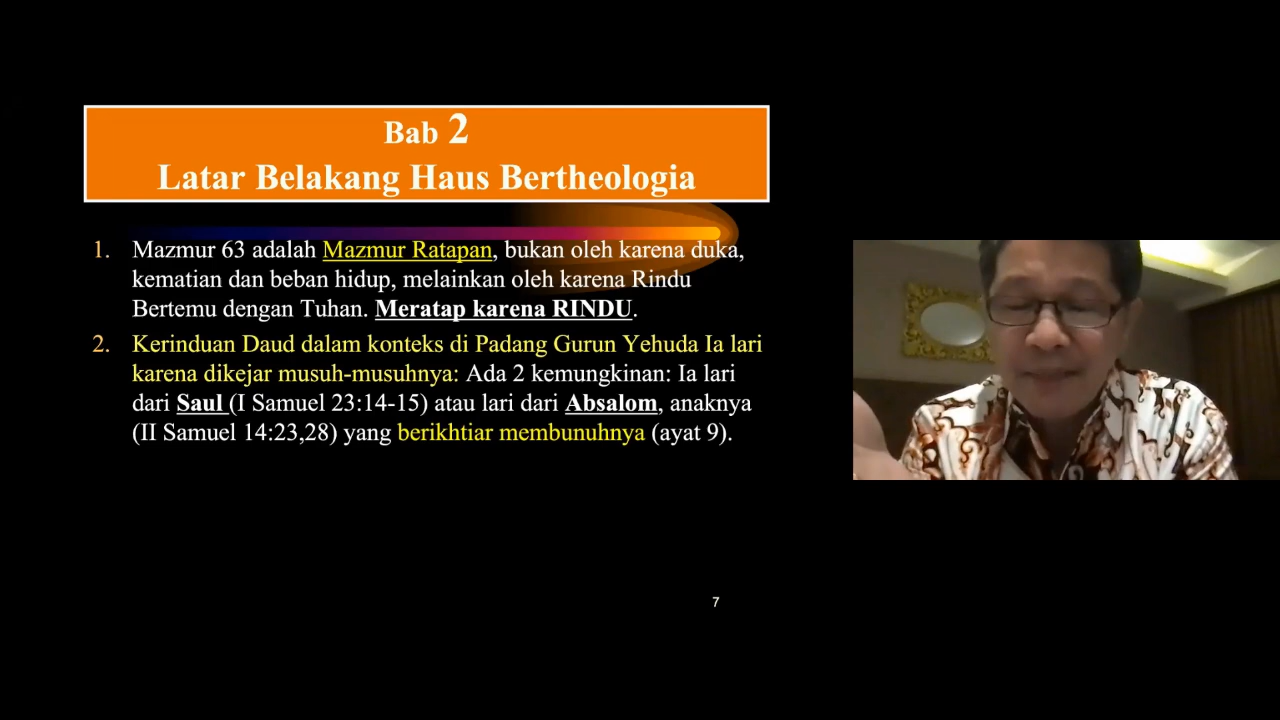 Bab 2
Latar Belakang Haus Bertheologia
1. Mazmur 63 adalah Mazmur Ratapan, bukan oleh karena duka,
kematian dan beban hidup, melainkan oleh karena Rindu
Bertemu dengan Tuhan. Meratap karena RINDU.
2. Kerinduan Daud dalam konteks di Padang Gurun Yehuda Ia lari
karena dikejar musuh-musuhnya: Ada 2 kemungkinan: Ia lari
dari Saul (I Samuel 23:14-15) atau lari dari Absalom, anaknya
(II Samuel 14:23,28) yang berikhtiar membunuhnya (ayat 9).
7